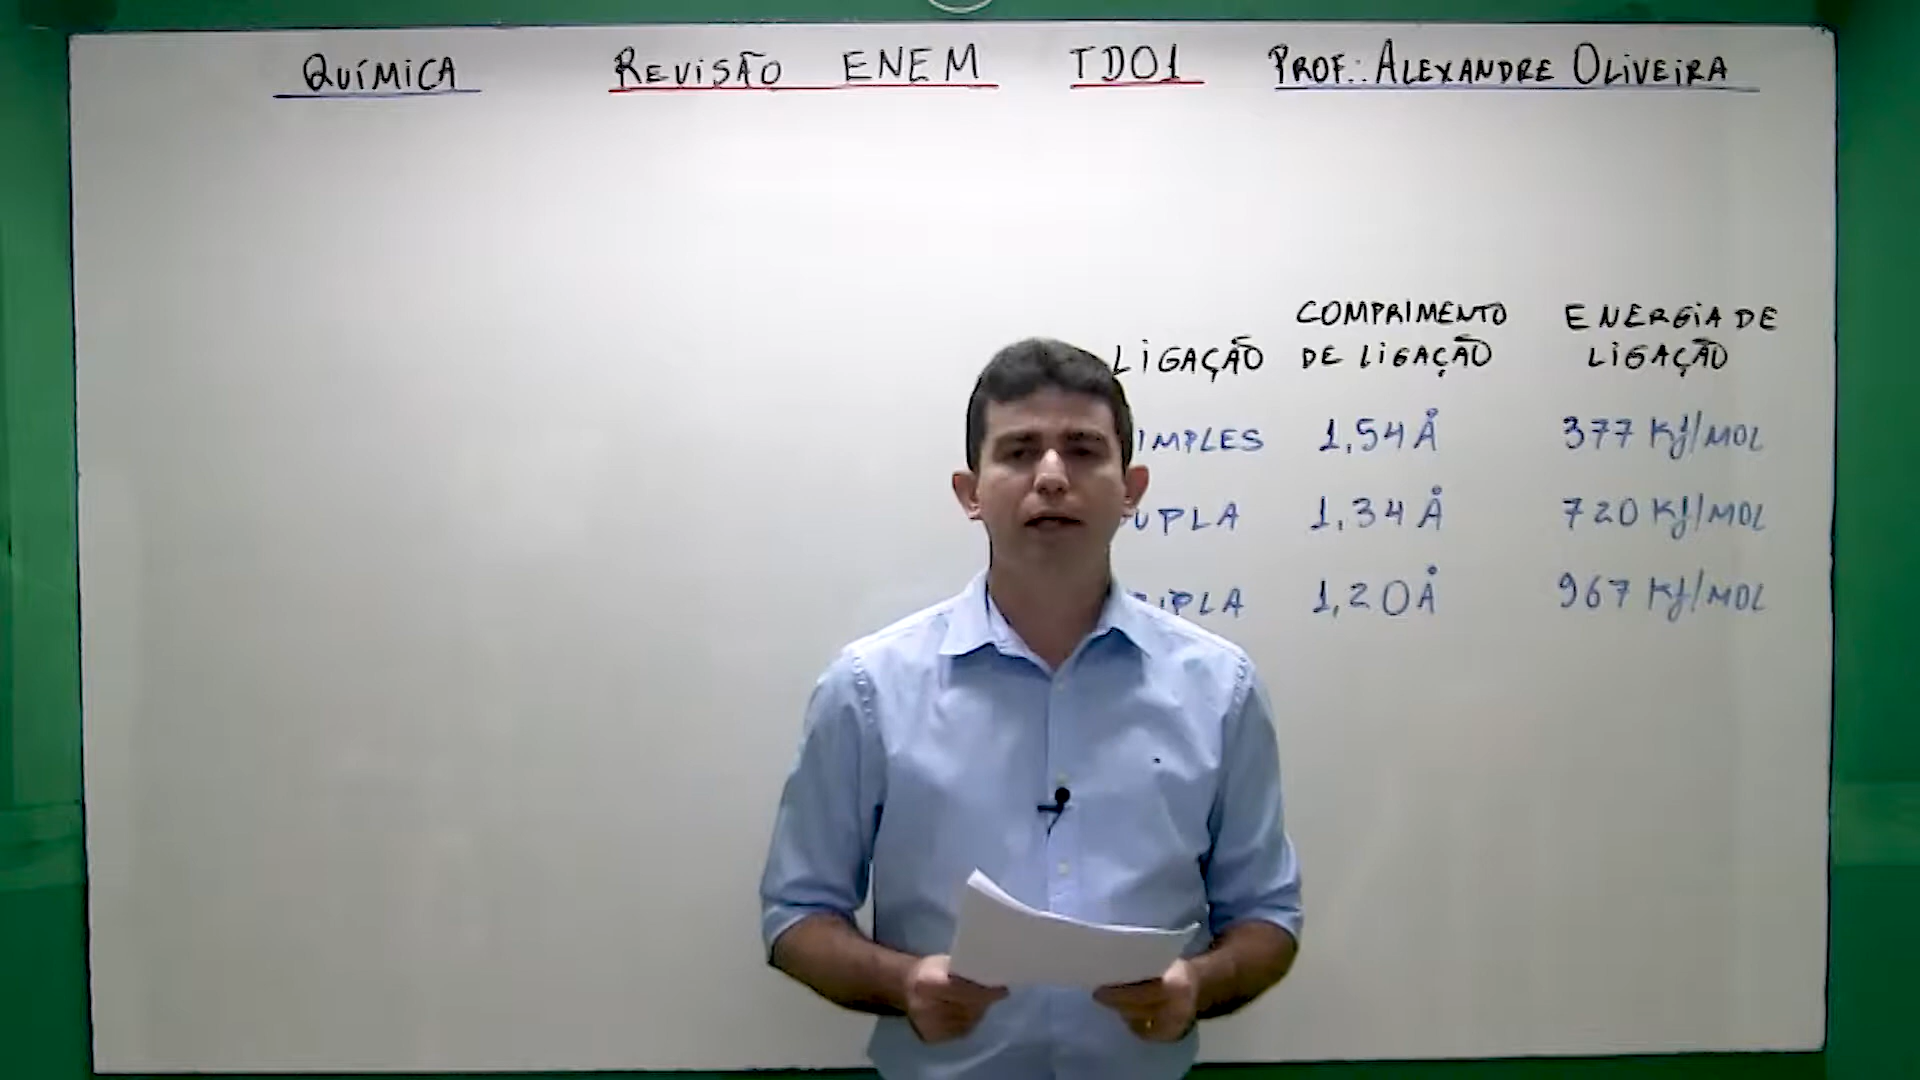 QUÍMICA REVISÃO ENEM TD01 PROF.: ALEXANDRE OLIVEIRA
COMPRIMENTO ENERGIA DE
LIGAÇÃO DE LIGAÇÃO LIGAÇÃO
IMPLES 1,54 Å 377 KJ/MOL
UPLA 1,34 Å 720 KJ/MOL
IPLA 1,20 Å 967 KJ/MOL